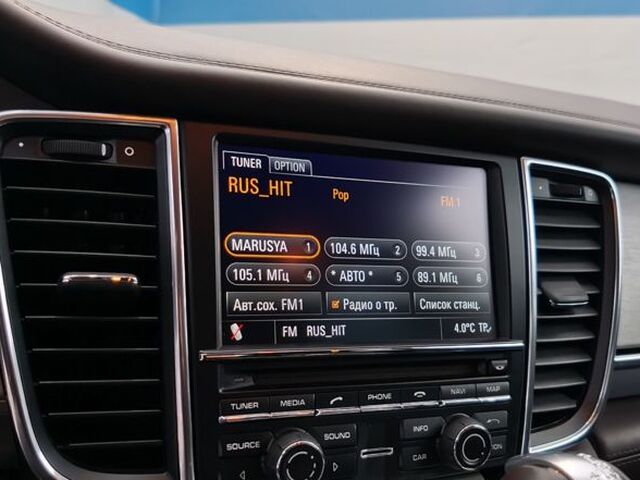 TUNER OPTION
RUS_HIT Pop FM 1
MARUSYA 1 104.6 МГц 2 99.4 МГц 3
105.1 МГц 4 * АВТО * 5 89.1 МГц 6
Авт.сох. FM1 Радио о тр. Список станц.
FM RUS_HIT 4.0°C TP
TUNER MEDIA PHONE NAVI MAP
SOURCE SOUND INFO
CAR